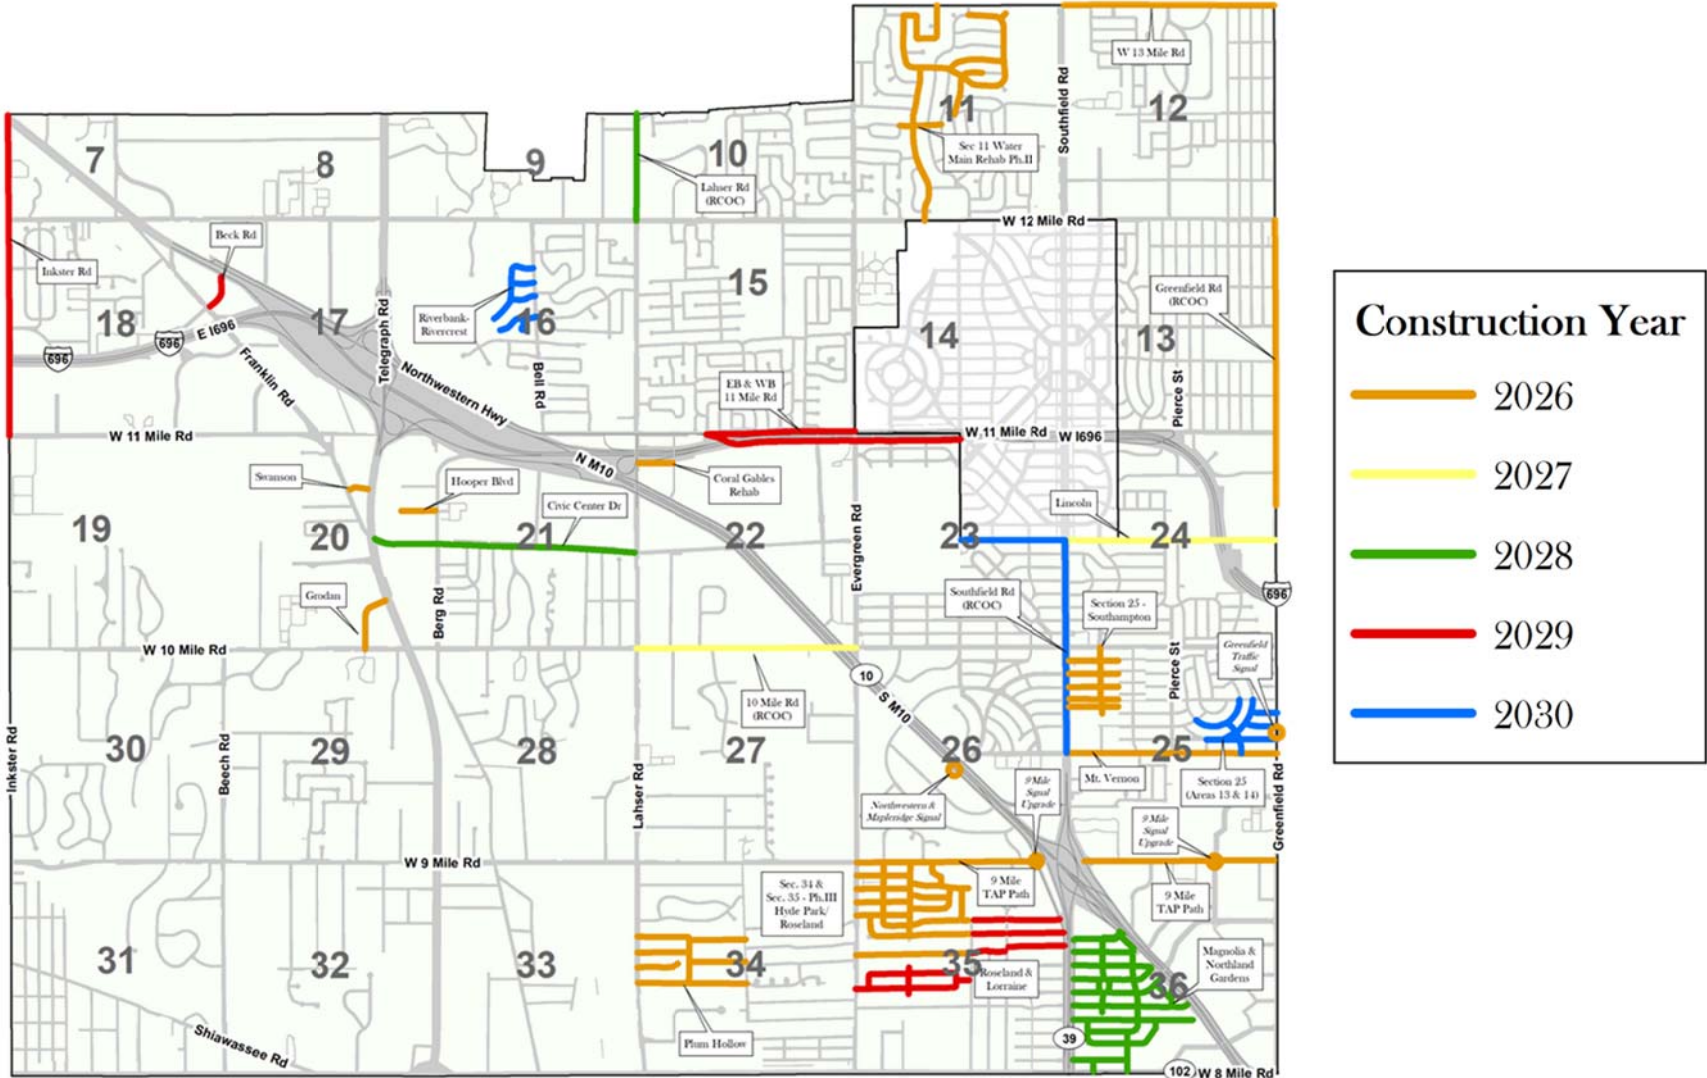 W 13 Mile Rd
11
12
Southfield Rd
Sec 11 Water
Main Rehab Ph.II
7
8
9
10
Lahser Rd
(RCOC)
W 12 Mile Rd
Beck Rd
Inkster Rd
15
Greenfield Rd
(RCOC)
Riverbank-
Rivercrest
18
17
16
14
13
696
696
E I696
Telegraph Rd
Franklin Rd
Northwestern Hwy
Bell Rd
EB & WB
11 Mile Rd
Pierce St
W 11 Mile Rd
W 11 Mile Rd
W I696
N M10
Swanson
Hooper Blvd
Coral Gables
Rehab
Civic Center Dr
Lincoln
19
20
21
22
23
24
Evergreen Rd
Grodan
Berg Rd
Southfield Rd
(RCOC)
Section 25 -
Southampton
696
W 10 Mile Rd
Greenfield
Traffic
Signal
Pierce St
10
S M10
10 Mile Rd
(RCOC)
Inkster Rd
30
Beech Rd
29
28
Lahser Rd
27
26
25
Greenfield Rd
Mt. Vernon
Section 25
(Areas 13 & 14)
9 Mile
Signal
Upgrade
Northwestern &
Mapleridge Signal
9 Mile
Signal
Upgrade
W 9 Mile Rd
Sec. 34 &
Sec. 35 - Ph.III
Hyde Park/
Roseland
9 Mile
TAP Path
9 Mile
TAP Path
31
32
33
34
35
Roseland &
Lorraine
Magnolia &
Northland
Gardens
36
Shiawassee Rd
Plum Hollow
39
102
W 8 Mile Rd
Construction Year
2026
2027
2028
2029
2030